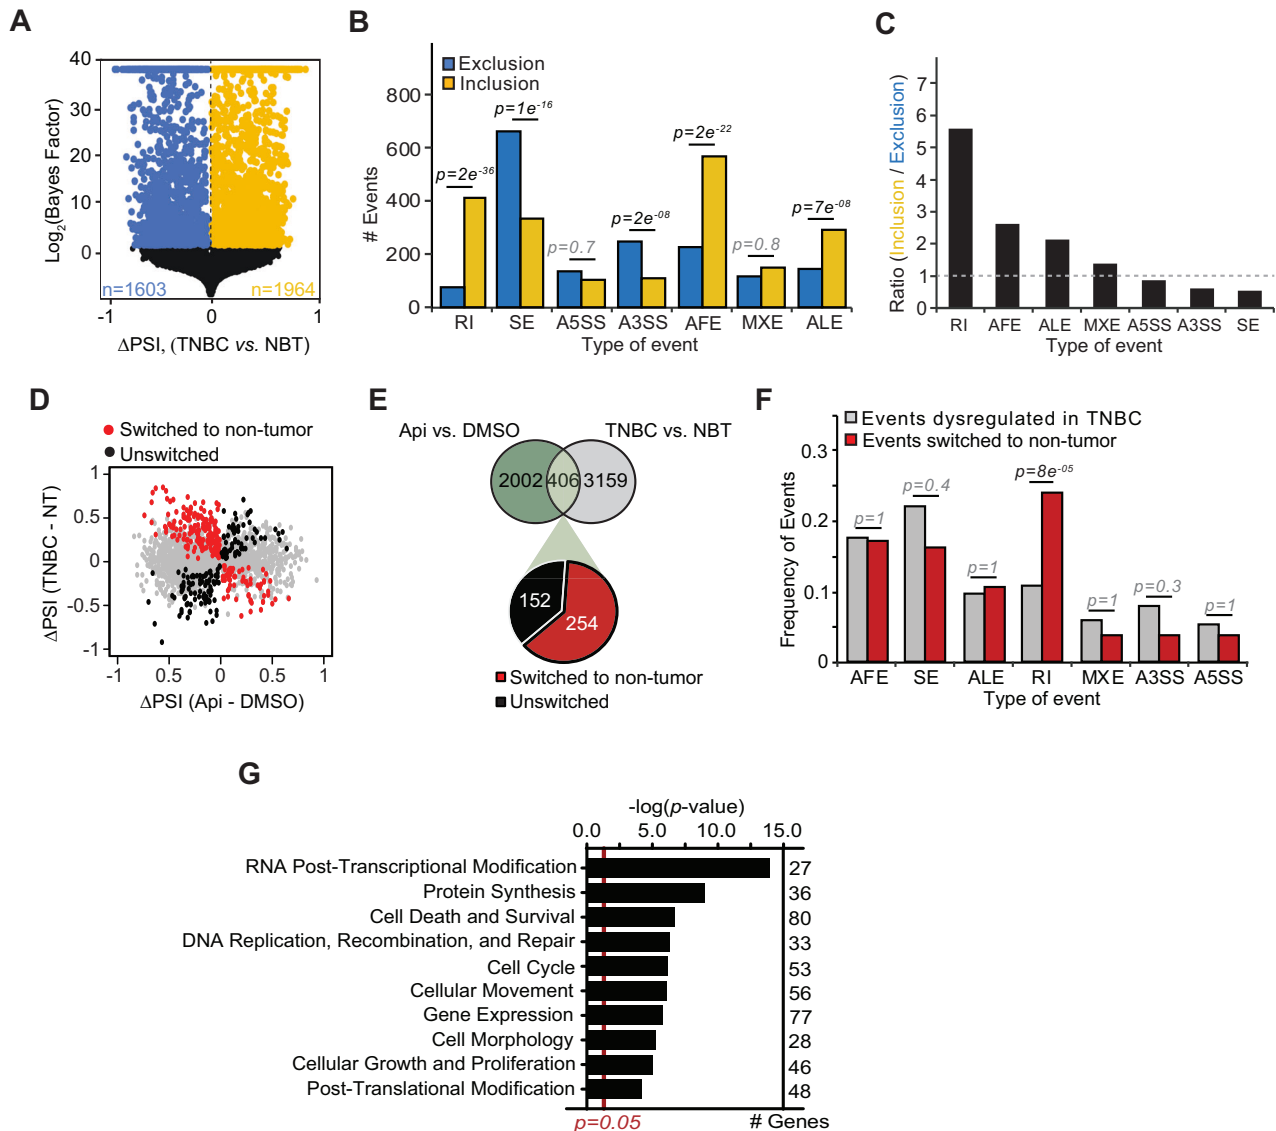 A
40
30
20
10
0
Log2(Bayes Factor)
n=1603
n=1964
-1
0
1
ΔPSI, (TNBC vs. NBT)
B
Exclusion
Inclusion
800
600
400
200
0
# Events
p=2e-36
p=1e-16
p=0.7
p=2e-08
p=2e-22
p=0.8
p=7e-08
RI SE A5SS A3SS AFE MXE ALE
Type of event
C
7
6
5
4
3
2
1
0
Ratio (Inclusion / Exclusion)
RI AFE ALE MXE A5SS A3SS SE
Type of event
D
Switched to non-tumor
Unswitched
1
0.5
0
-0.5
-1
ΔPSI (TNBC - NT)
-1 0.5 0 0.5 1
ΔPSI (Api - DMSO)
E
Api vs. DMSO
TNBC vs. NBT
2002 406 3159
152
254
Switched to non-tumor
Unswitched
F
Events dysregulated in TNBC
Events switched to non-tumor
0.3
0.2
0.1
0
Frequency of Events
p=1
p=0.4
p=1
p=8e-05
p=1
p=0.3
p=1
AFE SE ALE RI MXE A3SS A5SS
Type of event
G
-log(p-value)
0.0 5.0 10.0 15.0
RNA Post-Transcriptional Modification 27
Protein Synthesis 36
Cell Death and Survival 80
DNA Replication, Recombination, and Repair 33
Cell Cycle 53
Cellular Movement 56
Gene Expression 77
Cell Morphology 28
Cellular Growth and Proliferation 46
Post-Translational Modification 48
p=0.05
# Genes